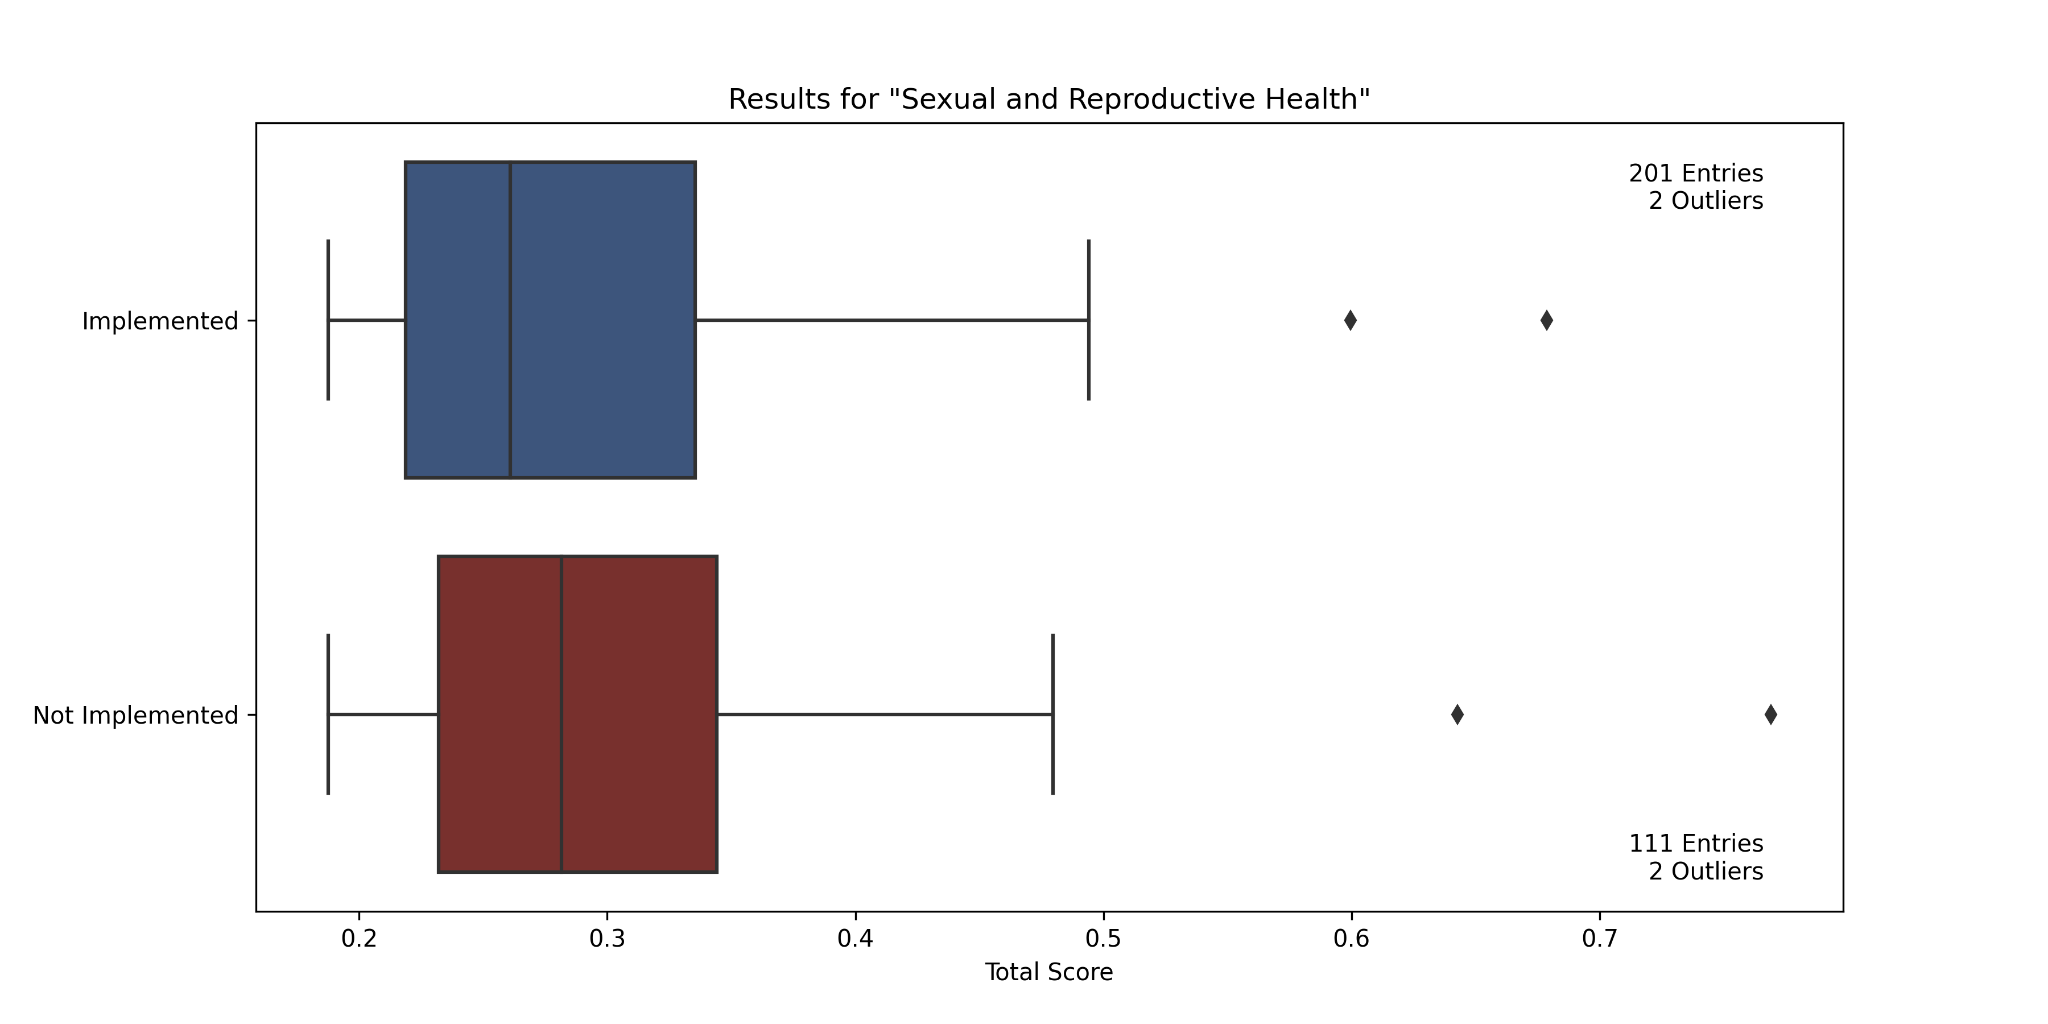 Results for "Sexual and Reproductive Health"
201 Entries
2 Outliers
Implemented
Not Implemented
111 Entries
2 Outliers
0.2
0.3
0.4
0.5
0.6
0.7
Total Score